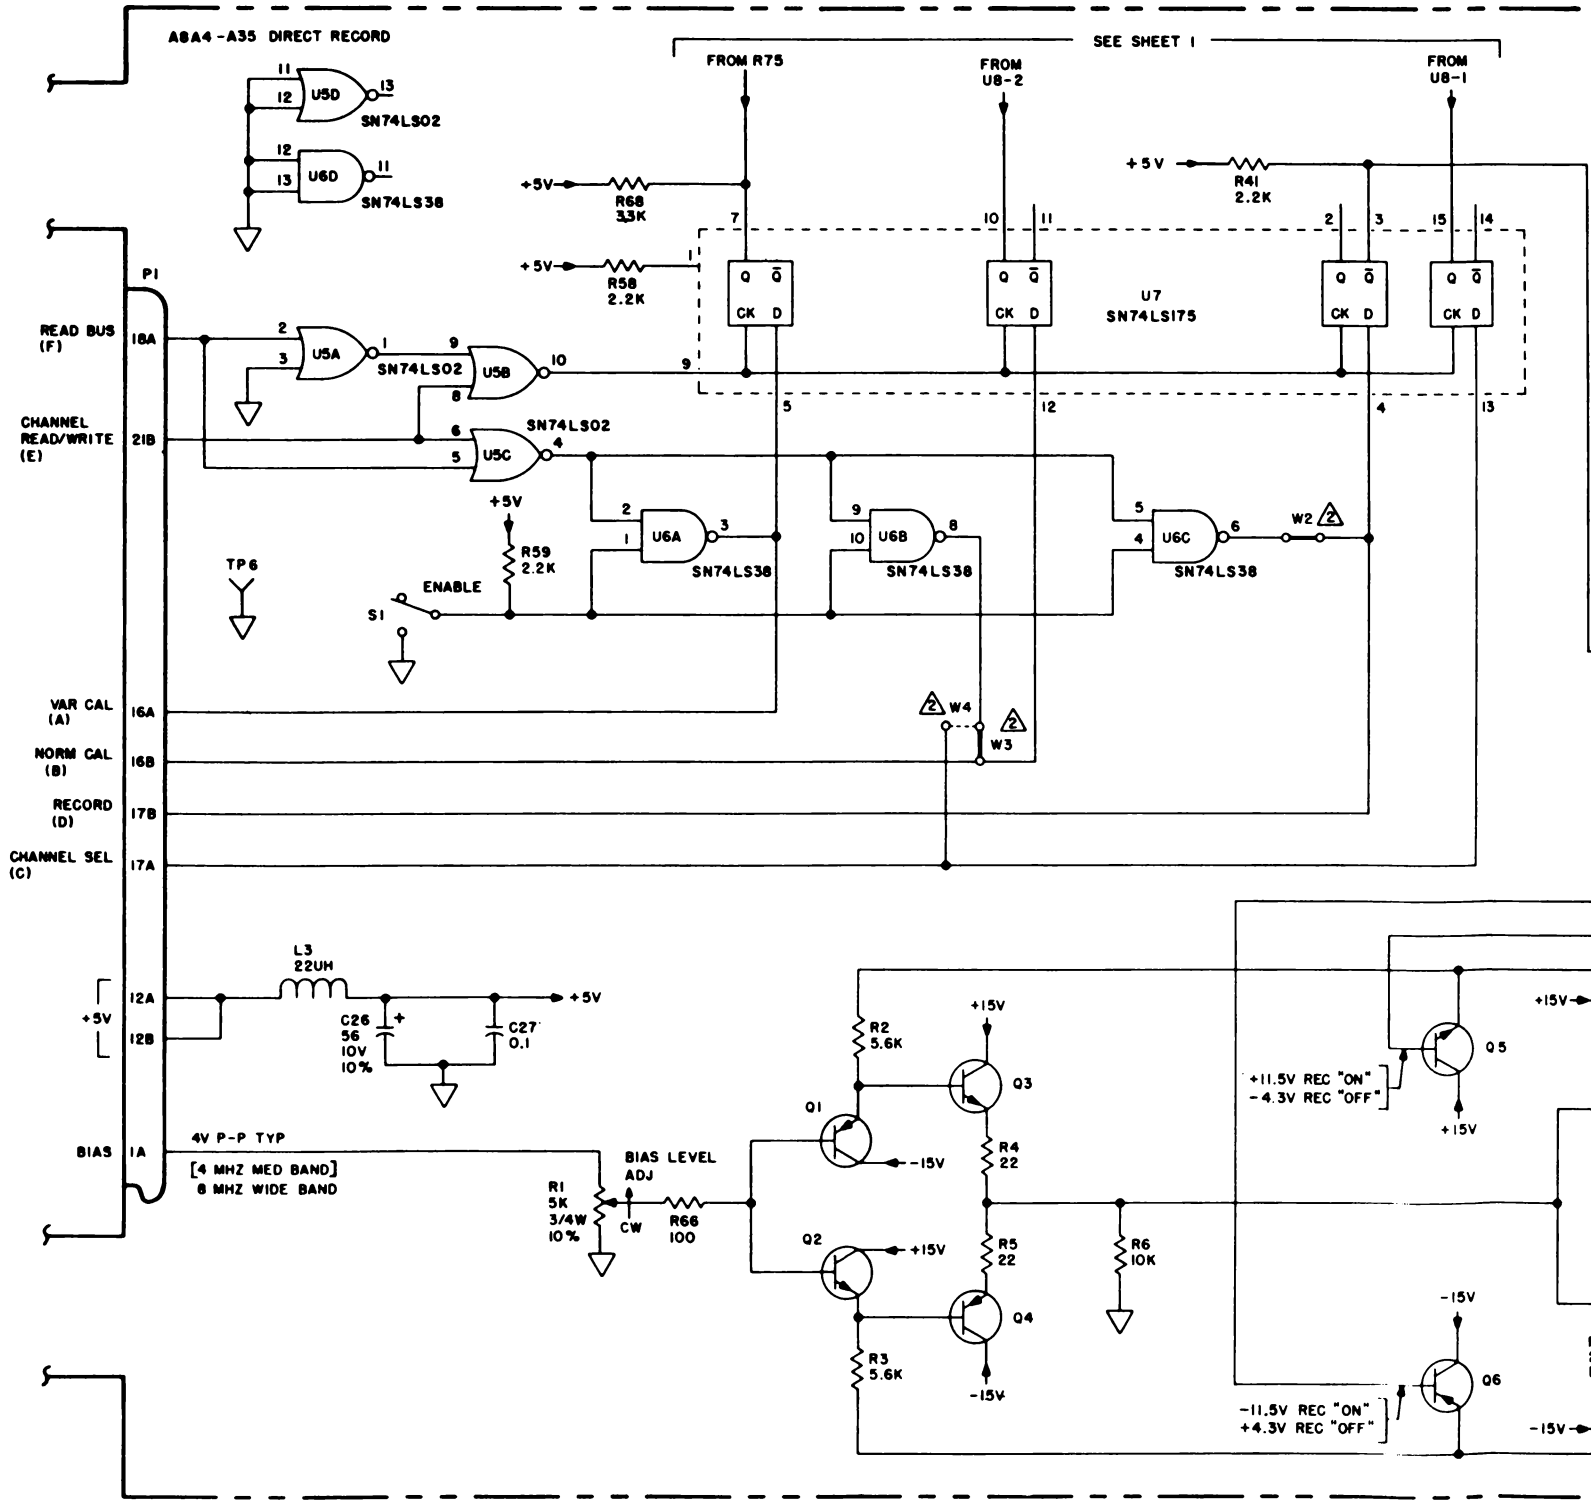 A8A4-A35 DIRECT RECORD
SEE SHEET 1
11
12
U5D
13
SN74LS02
12
13
U6D
11
SN74LS38
FROM R75
FROM
U8-2
FROM
U8-1
+5V
R68
3.3K
7
10
11
+5V
R41
2.2K
2
3
15
14
+5V
R58
2.2K
1
Q Q̅
CK D
Q Q̅
CK D
U7
SN74LS175
Q Q̅
CK D
Q Q̅
CK D
P1
READ BUS
(F)
18A
2
3
U5A
1
SN74LS02
9
8
U5B
10
9
5
12
4
13
CHANNEL
READ/WRITE
(E)
21B
6
5
U5C
SN74LS02
4
+5V
R59
2.2K
2
1
U6A
3
SN74LS38
9
10
U6B
8
SN74LS38
5
4
U6C
6
SN74LS38
W2
2
TP6
ENABLE
S1
VAR CAL
(A)
16A
2
W4
2
W3
NORM CAL
(B)
16B
RECORD
(D)
17B
CHANNEL SEL
(C)
17A
L3
22UH
+5V
12A
12B
C26
56
10V
10%
+
C27
0.1
+5V
R2
5.6K
+15V
Q3
Q1
-15V
R4
22
+15V
Q5
+11.5V REC "ON"
-4.3V REC "OFF"
+15V
BIAS
1A
4V P-P TYP
[4 MHZ MED BAND]
8 MHZ WIDE BAND
R1
5K
3/4W
10%
BIAS LEVEL
ADJ
CW
R66
100
Q2
+15V
R5
22
R6
10K
Q4
R3
5.6K
-15V
-15V
Q6
-11.5V REC "ON"
+4.3V REC "OFF"
-15V